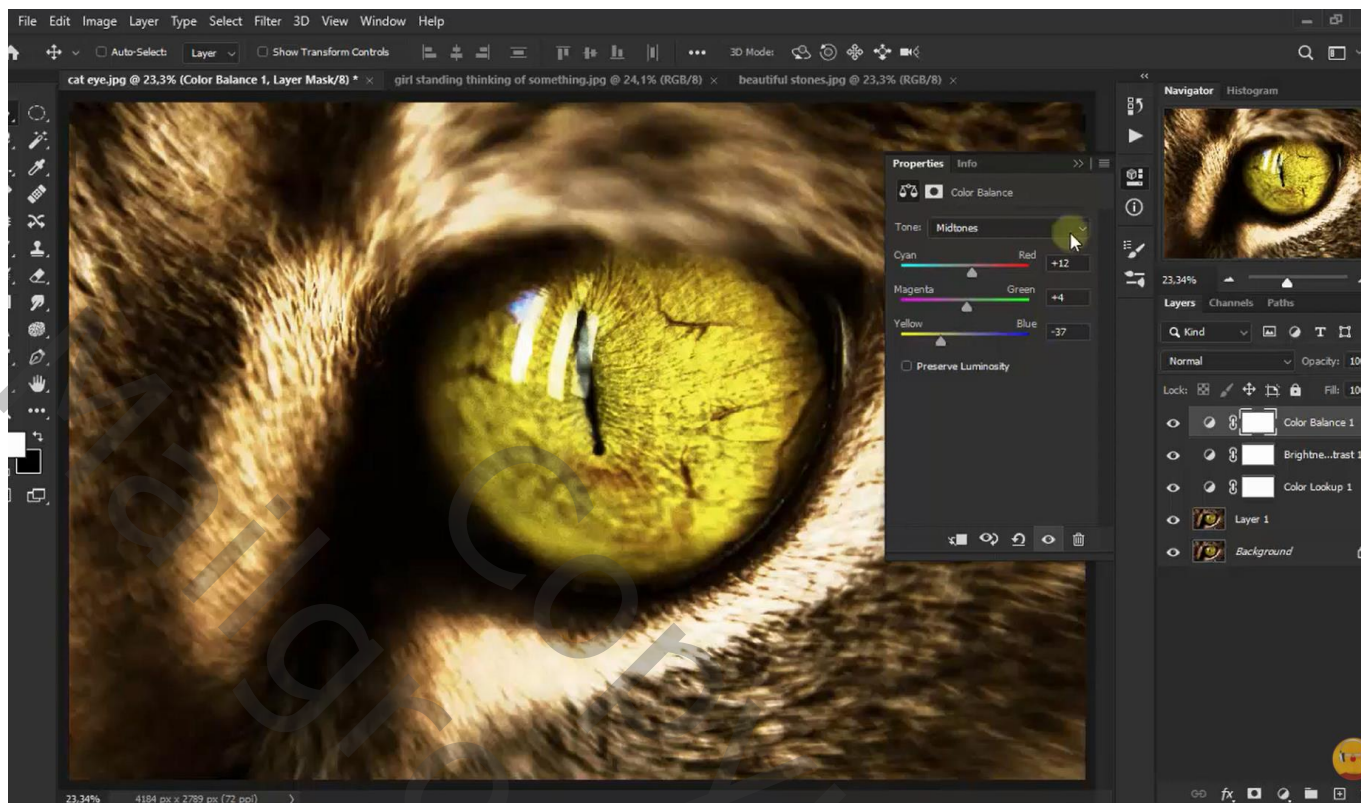 File Edit Image Layer Type Select Filter 3D View Window Help
Auto-Select: Layer Show Transform Controls 3D Mode:
cat eye.jpg @ 23,3% (Color Balance 1, Layer Mask/8) * × girl standing thinking of something.jpg @ 24,1% (RGB/8) × beautiful stones.jpg @ 23,3% (RGB/8) ×
Navigator Histogram
Properties Info
Color Balance
Tone: Midtones
Cyan Red +12
Magenta Green +4
Yellow Blue -37
Preserve Luminosity
23,34%
Layers Channels Paths
Kind
Normal Opacity: 10
Lock: Fill: 10
Color Balance 1
Brightne...trast 1
Color Lookup 1
Layer 1
Background
fx
23,34% 4184 px x 2789 px (72 ppi)